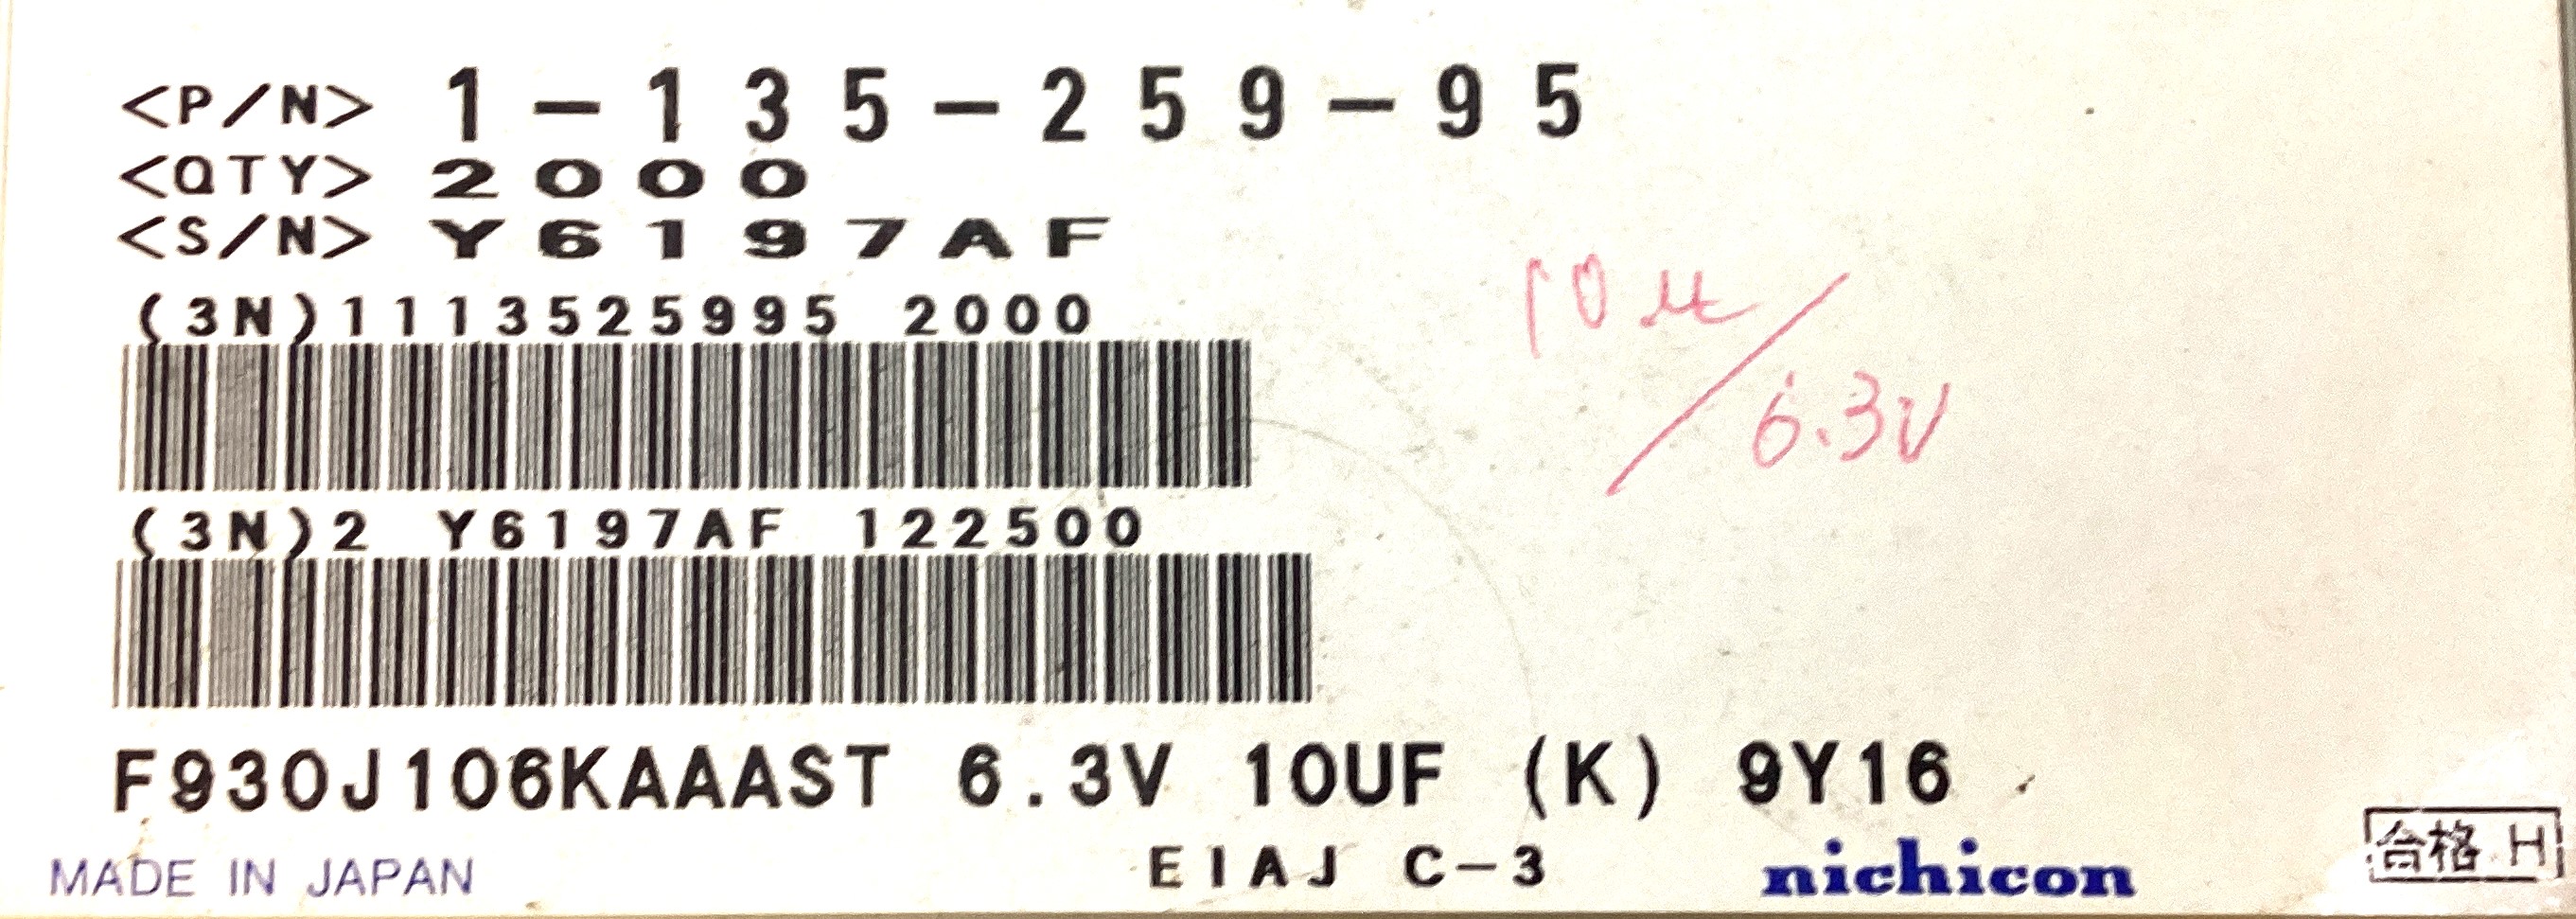 <P/N> 1-135-259-95
<QTY> 2000
<S/N> Y6197AF
(3N)1113525995 2000
10μ/6.3V
(3N)2 Y6197AF 122500
F930J106KAAAST 6.3V 10UF (K) 9Y16
EIAJ C-3
MADE IN JAPAN
nichicon
合格 H